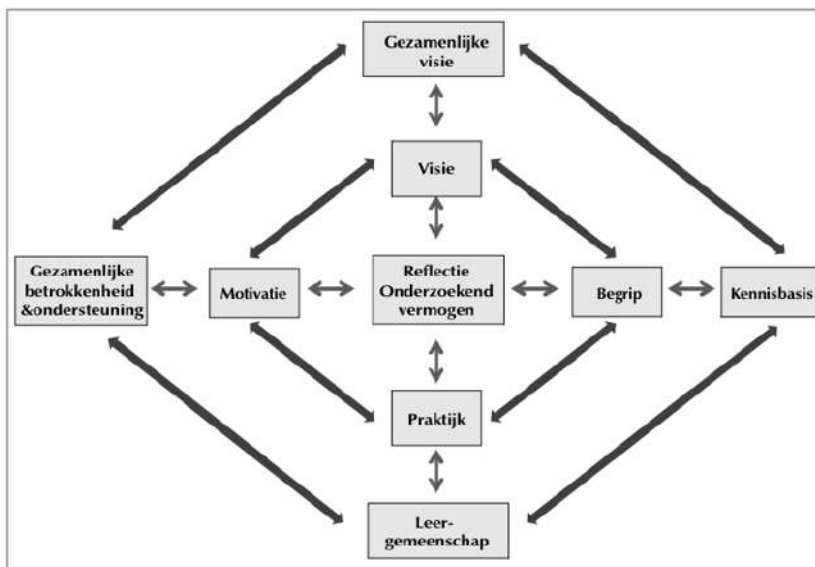 Gezamenlijke
visie
Visie
Gezamenlijke
betrokkenheid
&ondersteuning
Motivatie
Reflectie
Onderzoekend
vermogen
Begrip
Kennisbasis
Praktijk
Leer-
gemeenschap